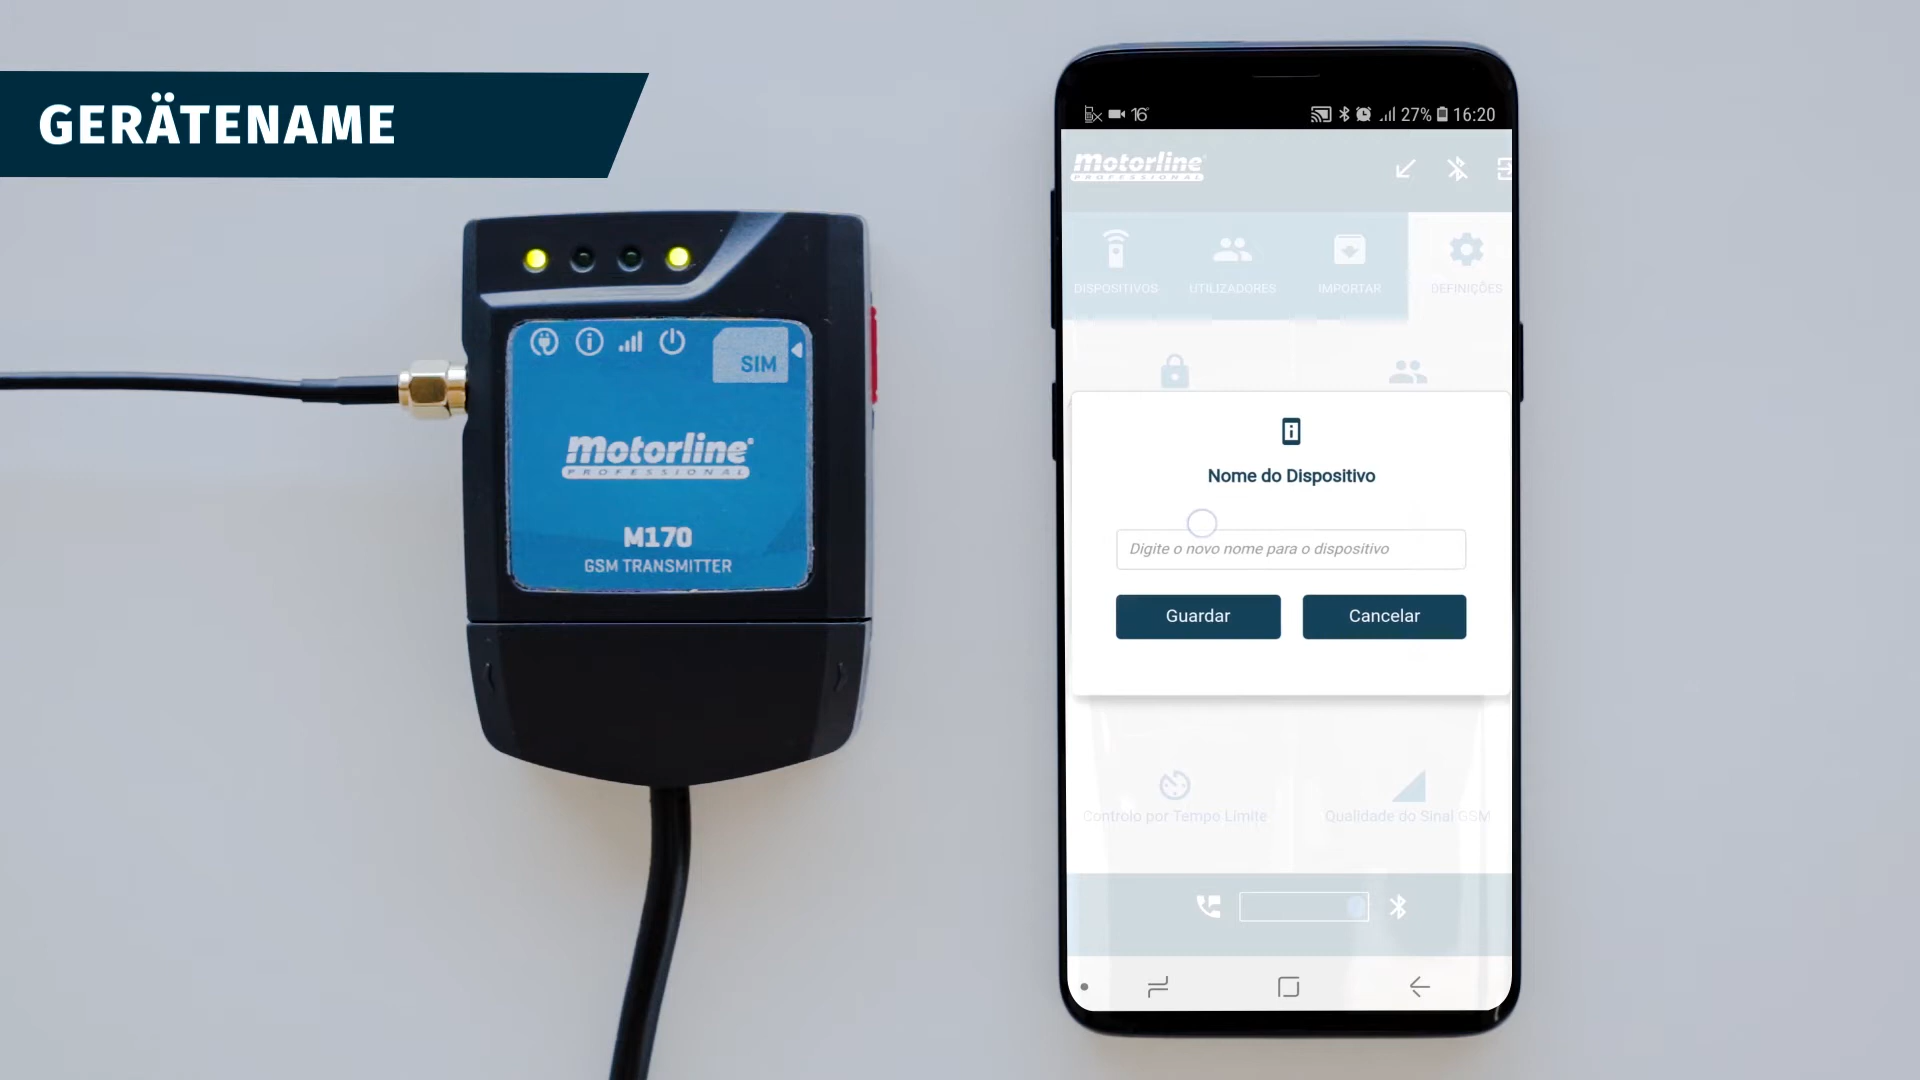 GERÄTENAME
SIM
motorline
PROFESSIONAL
M170
GSM TRANSMITTER
16°
27% 16:20
motorline
PROFESSIONAL
DISPOSITIVOS UTILIZADORES IMPORTAR DEFINIÇÕES
Nome do Dispositivo
Digite o novo nome para o dispositivo
Guardar Cancelar
Controlo por Tempo Limite Qualidade do Sinal GSM